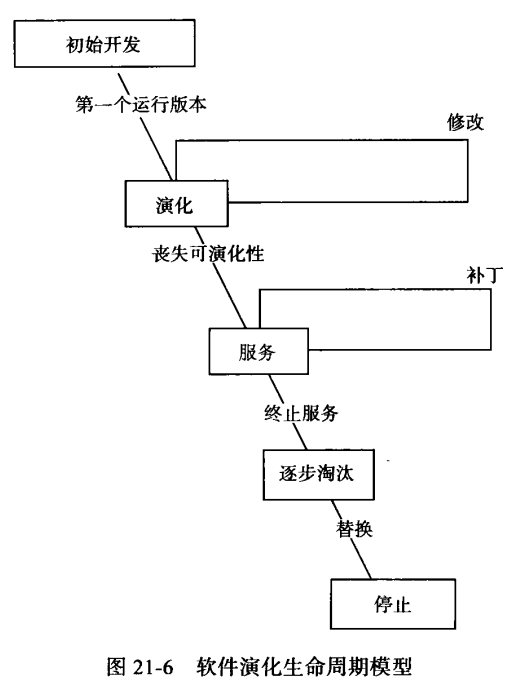 初始开发
第一个运行版本
修改
演化
丧失可演化性
补丁
服务
终止服务
逐步淘汰
替换
停止
图 21-6 软件演化生命周期模型